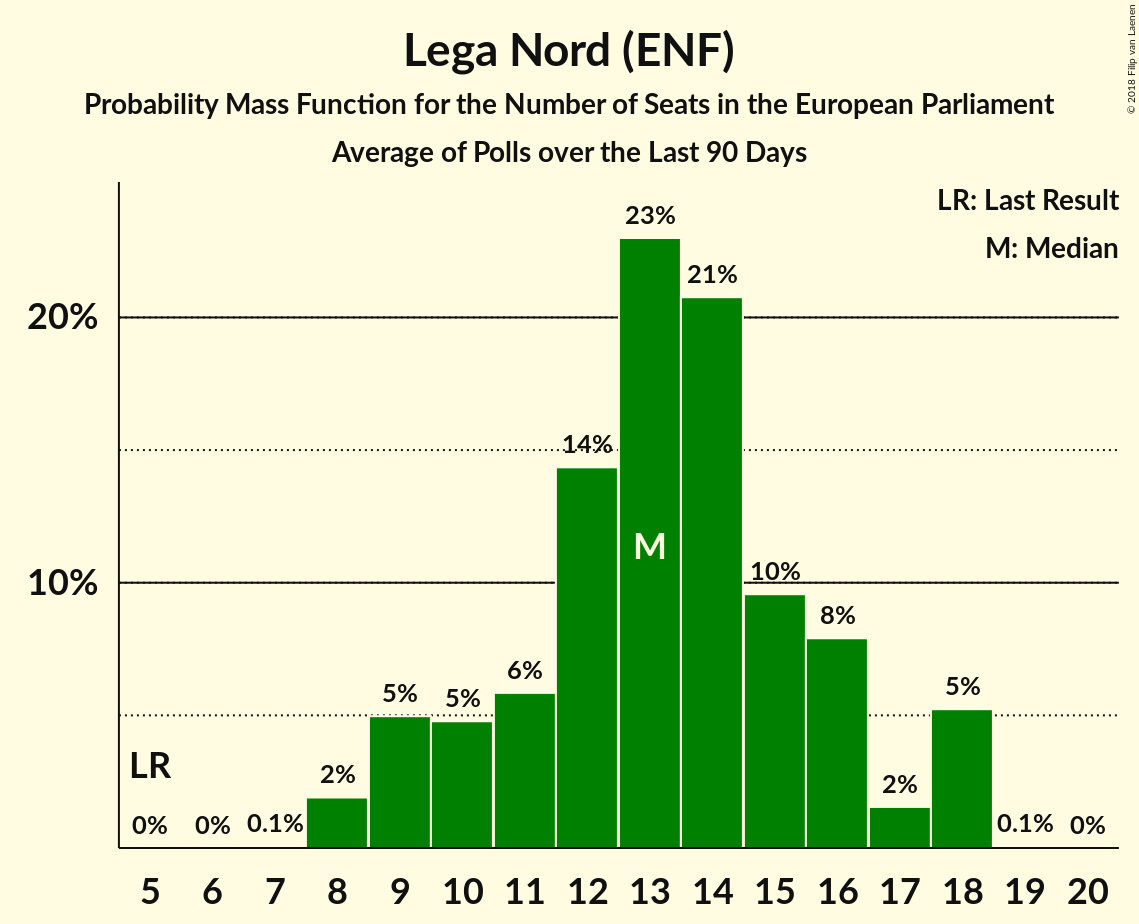 Lega Nord (ENF)
Probability Mass Function for the Number of Seats in the European Parliament
Average of Polls over the Last 90 Days
© 2018 Filip van Laenen
LR: Last Result
M: Median
23%
21%
20%
14%
M
10%
10%
8%
6%
5%
5%
5%
LR
2%
2%
0%
0%
0.1%
0.1%
0%
5 6 7 8 9 10 11 12 13 14 15 16 17 18 19 20